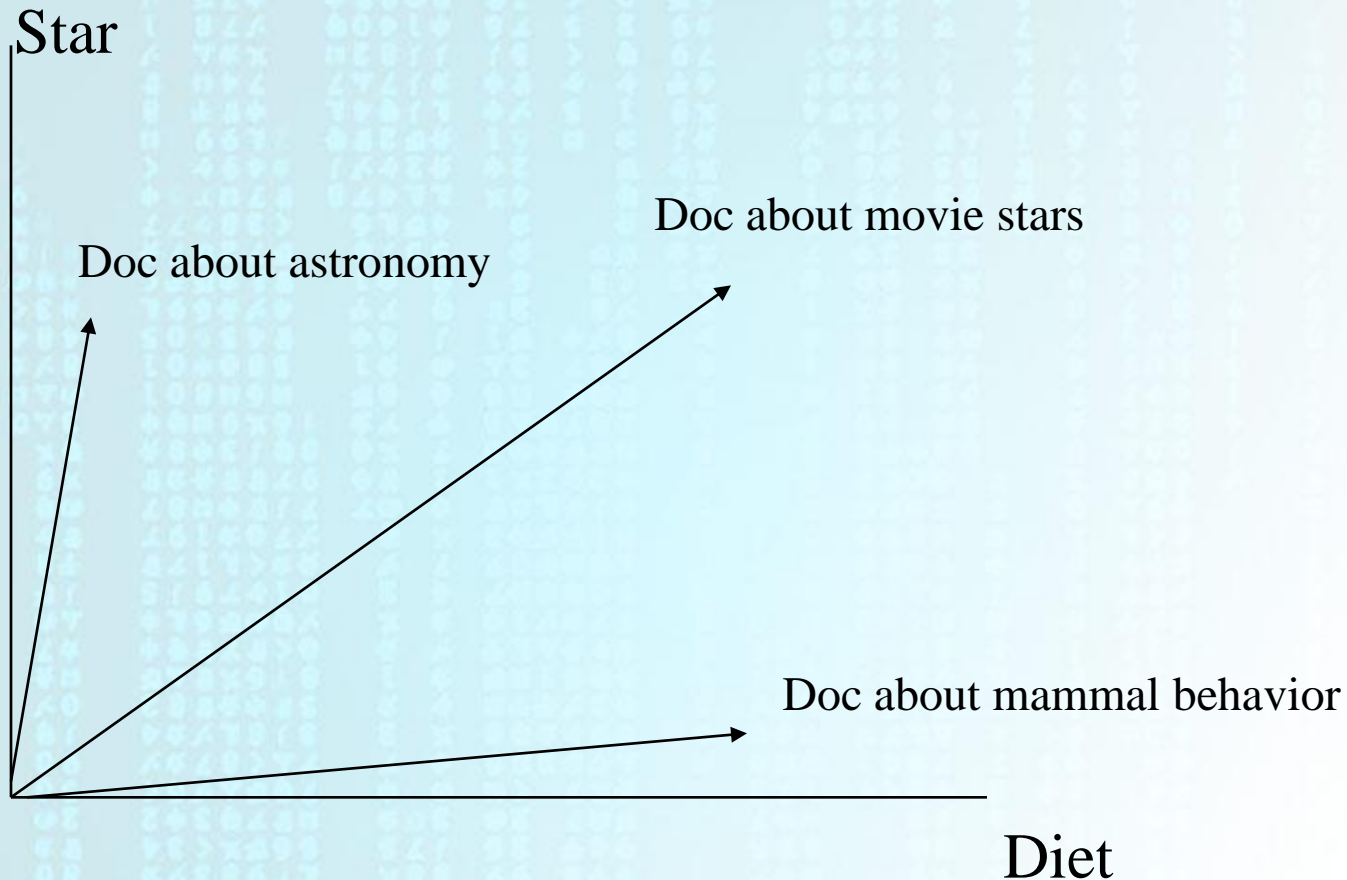 Star
Doc about movie stars
Doc about astronomy
Doc about mammal behavior
Diet